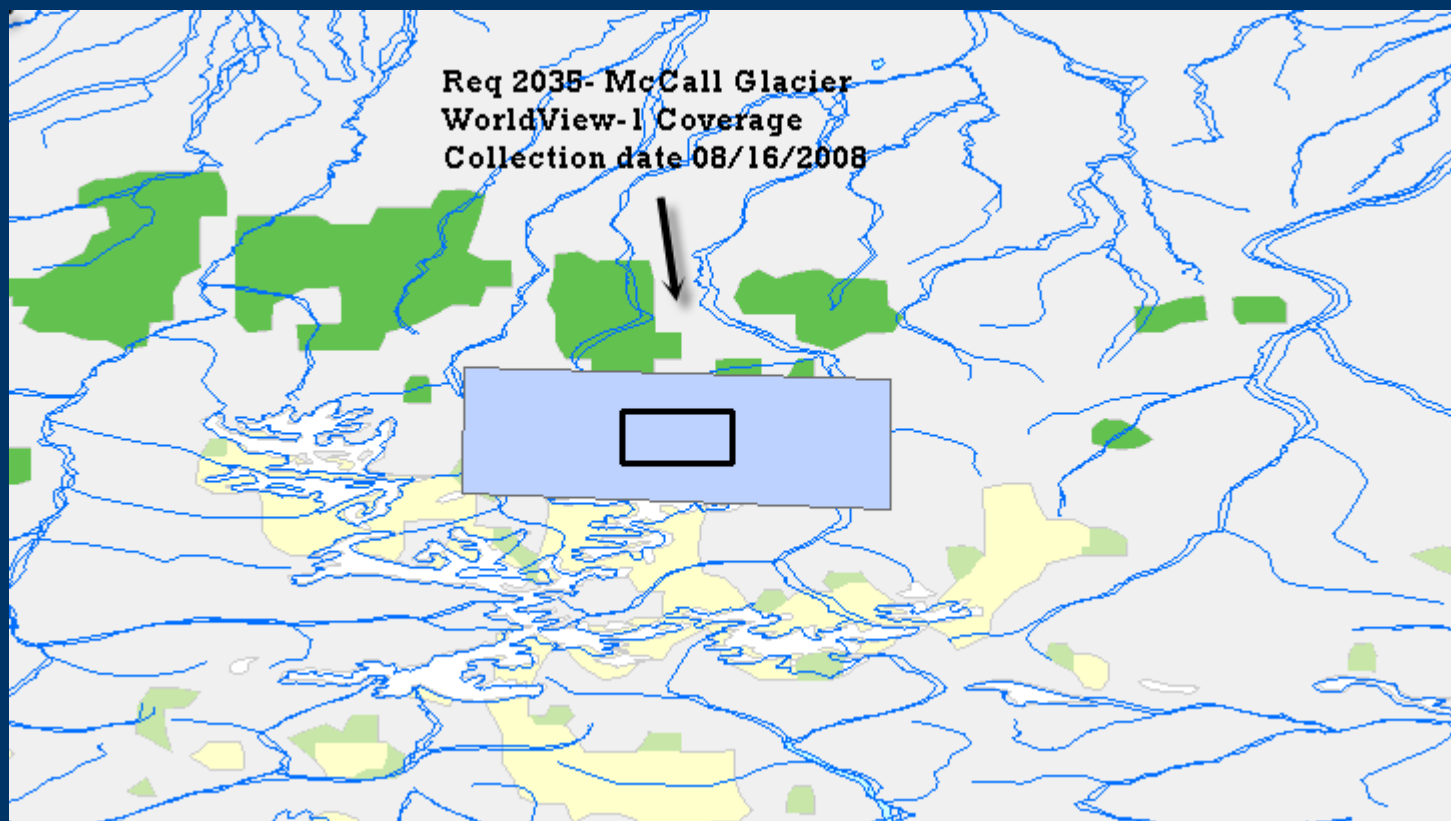 Req 2035- McCall Glacier
WorldView-1 Coverage
Collection date 08/16/2008